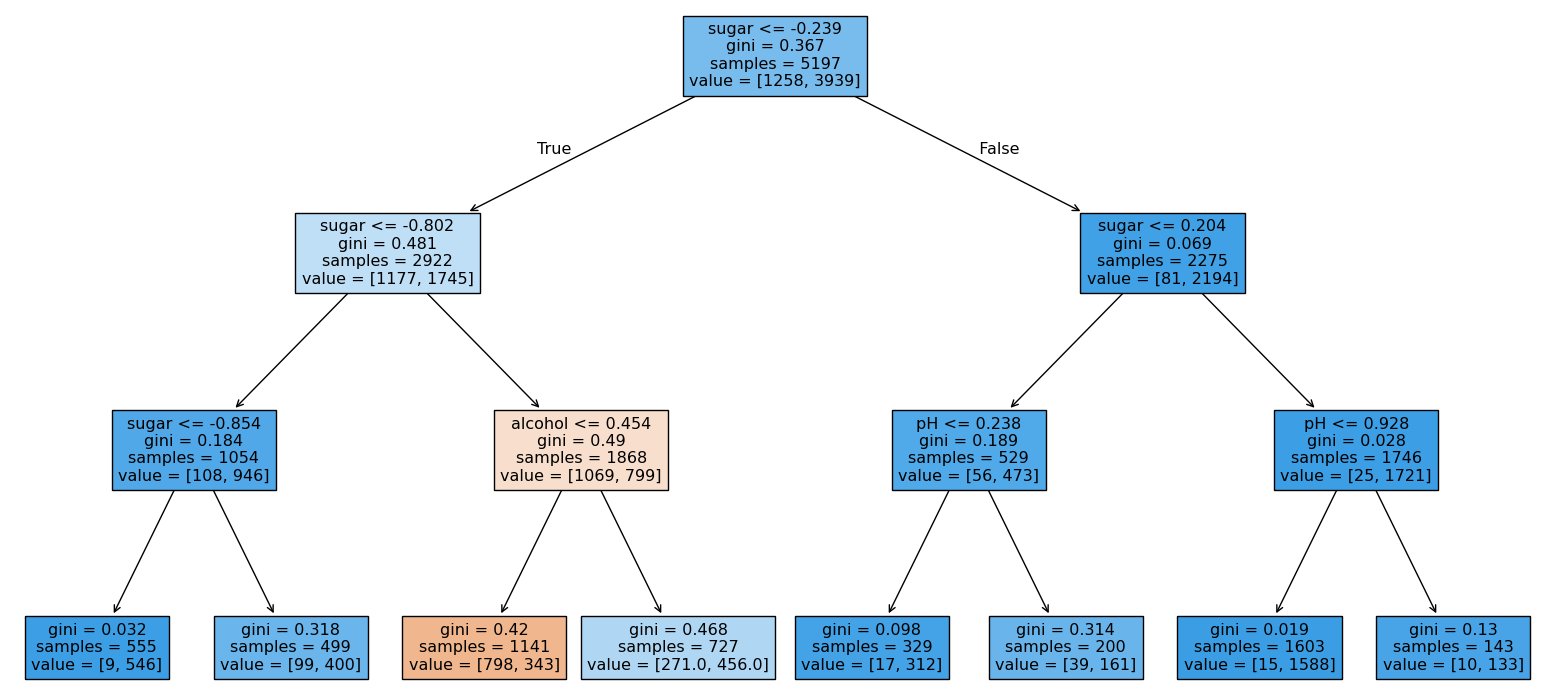 sugar <= -0.239
gini = 0.367
samples = 5197
value = [1258, 3939]
True
False
sugar <= -0.802
gini = 0.481
samples = 2922
value = [1177, 1745]
sugar <= 0.204
gini = 0.069
samples = 2275
value = [81, 2194]
sugar <= -0.854
gini = 0.184
samples = 1054
value = [108, 946]
alcohol <= 0.454
gini = 0.49
samples = 1868
value = [1069, 799]
pH <= 0.238
gini = 0.189
samples = 529
value = [56, 473]
pH <= 0.928
gini = 0.028
samples = 1746
value = [25, 1721]
gini = 0.032
samples = 555
value = [9, 546]
gini = 0.318
samples = 499
value = [99, 400]
gini = 0.42
samples = 1141
value = [798, 343]
gini = 0.468
samples = 727
value = [271.0, 456.0]
gini = 0.098
samples = 329
value = [17, 312]
gini = 0.314
samples = 200
value = [39, 161]
gini = 0.019
samples = 1603
value = [15, 1588]
gini = 0.13
samples = 143
value = [10, 133]